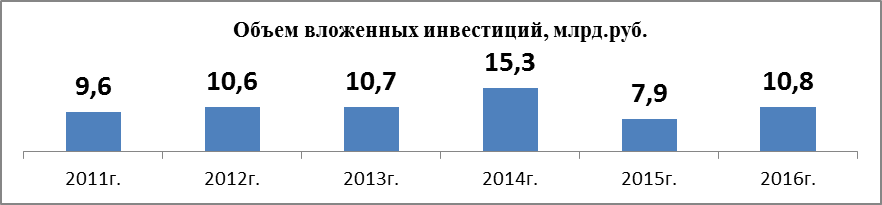 Объем вложенных инвестиций, млрд.руб.
9,6 10,6 10,7 15,3 7,9 10,8
2011г. 2012г. 2013г. 2014г. 2015г. 2016г.